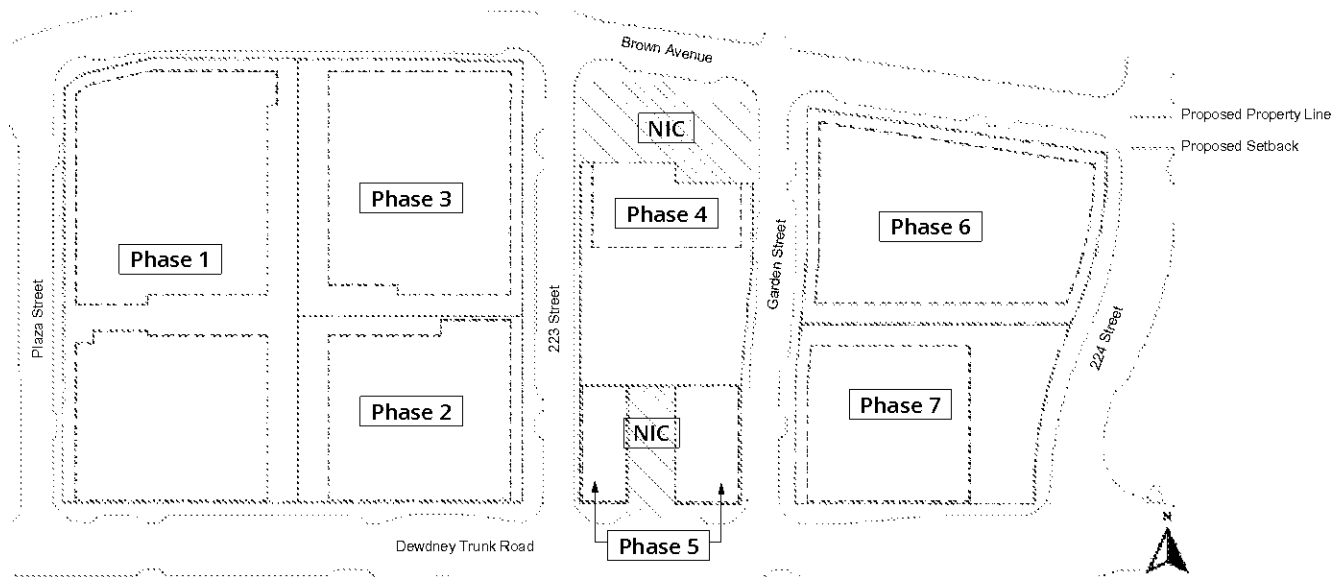 Brown Avenue
NIC
Proposed Property Line
Proposed Setback
Phase 3
Phase 4
Phase 6
Phase 1
Plaza Street
223 Street
Garden Street
224 Street
Phase 2
Phase 7
NIC
Dewdney Trunk Road
Phase 5
N